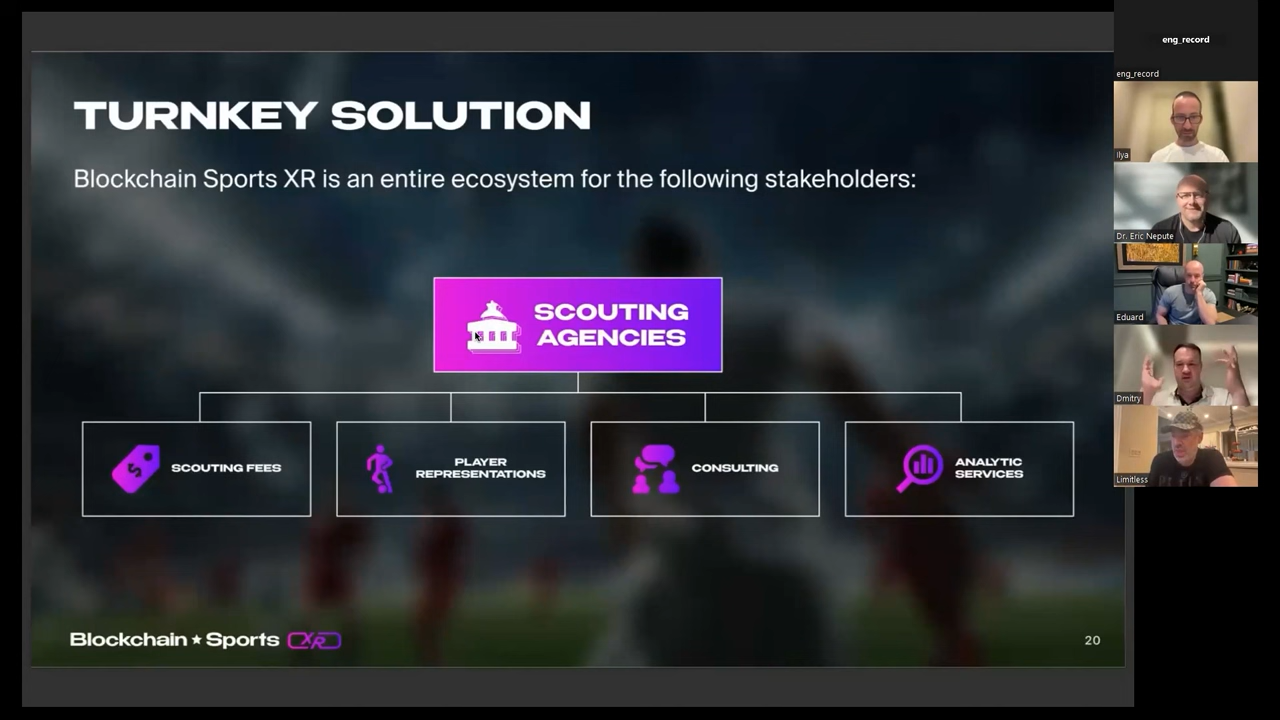 TURNKEY SOLUTION
Blockchain Sports XR is an entire ecosystem for the following stakeholders:
SCOUTING
AGENCIES
SCOUTING FEES
PLAYER
REPRESENTATIONS
CONSULTING
ANALYTIC
SERVICES
Blockchain ★ Sports XR
20
eng_record
eng_record
Ilya
Dr. Eric Nepute
Eduard
Dmitry
Limitless